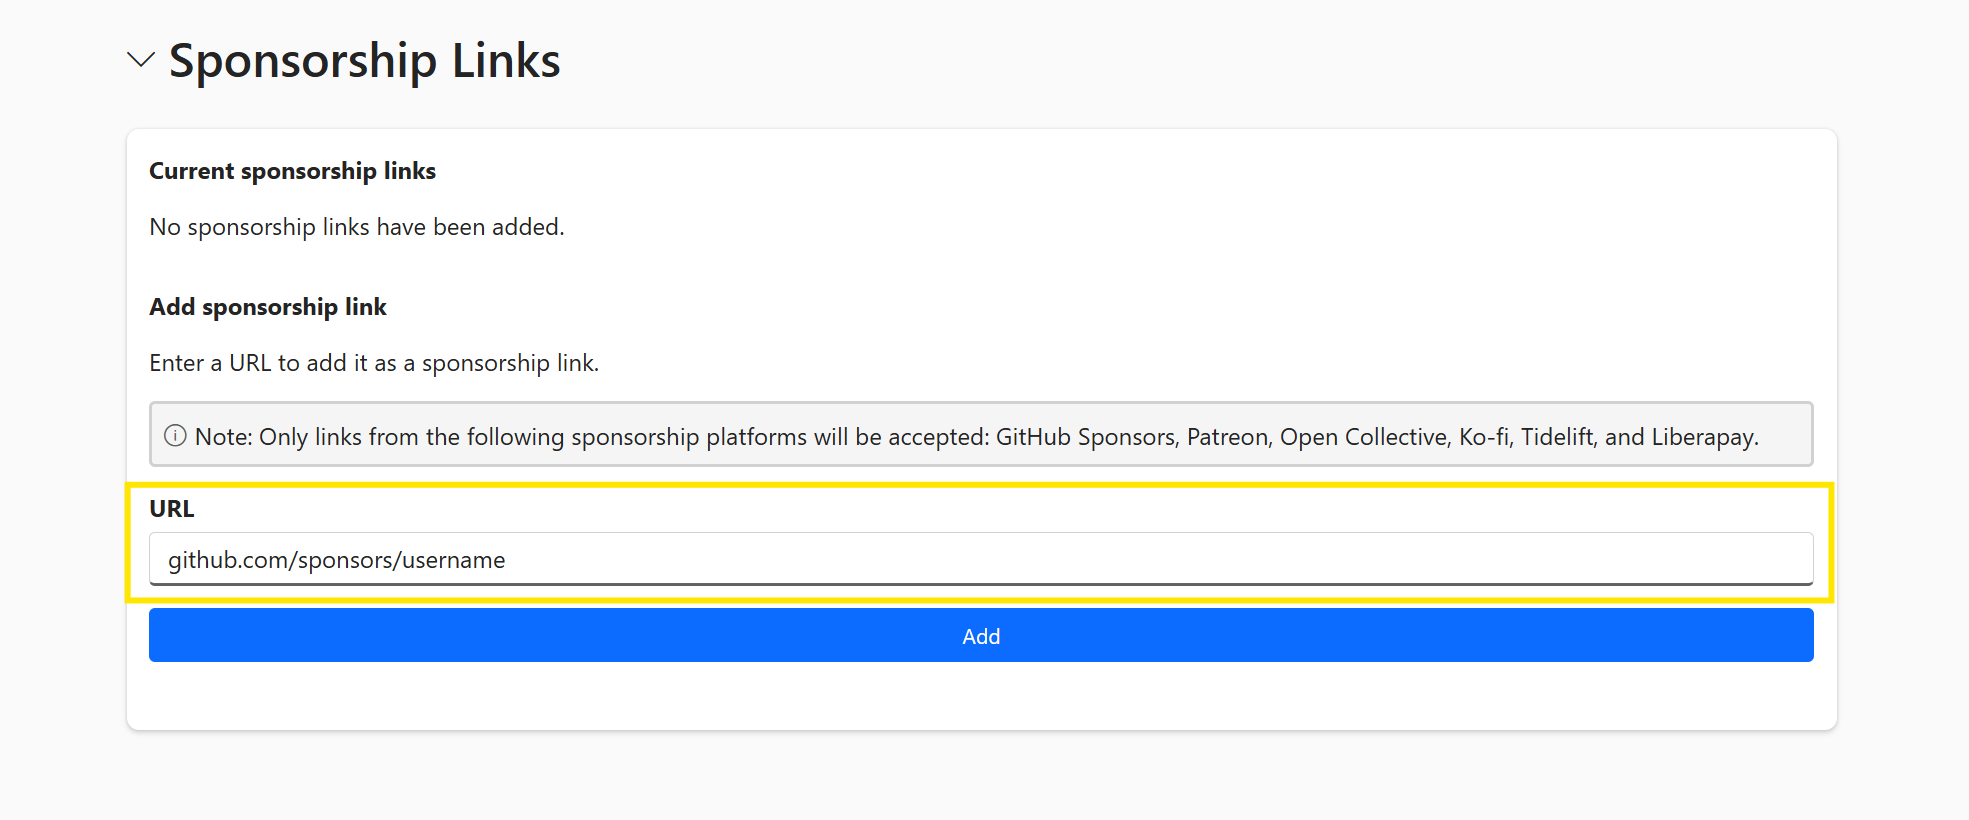 Sponsorship Links
Current sponsorship links
No sponsorship links have been added.
Add sponsorship link
Enter a URL to add it as a sponsorship link.
Note: Only links from the following sponsorship platforms will be accepted: GitHub Sponsors, Patreon, Open Collective, Ko-fi, Tidelift, and Liberapay.
URL
github.com/sponsors/username
Add